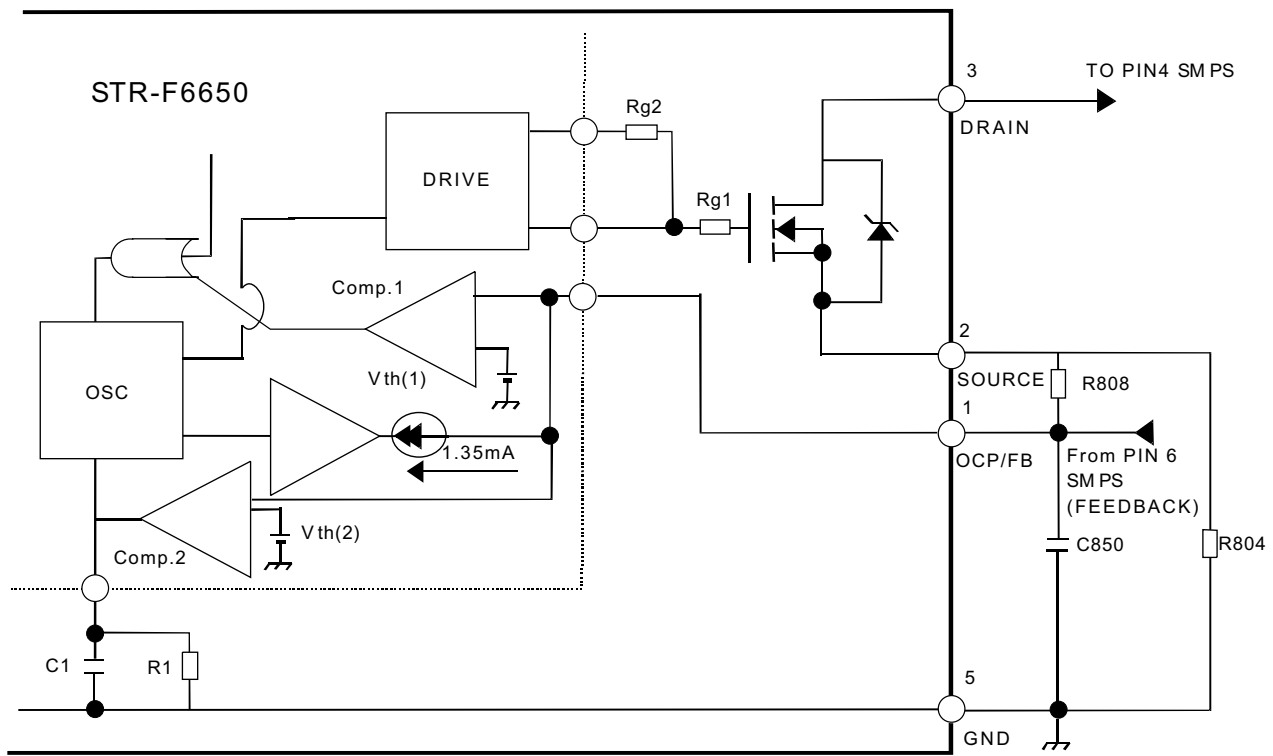 STR-F6650
3
TO PIN4 SMPS
DRAIN
Rg2
DRIVE
Rg1
Comp.1
Vth(1)
OSC
1.35mA
2
SOURCE
R808
1
OCP/FB
From PIN 6
SMPS
(FEEDBACK)
Vth(2)
Comp.2
C850
R804
C1
R1
5
GND